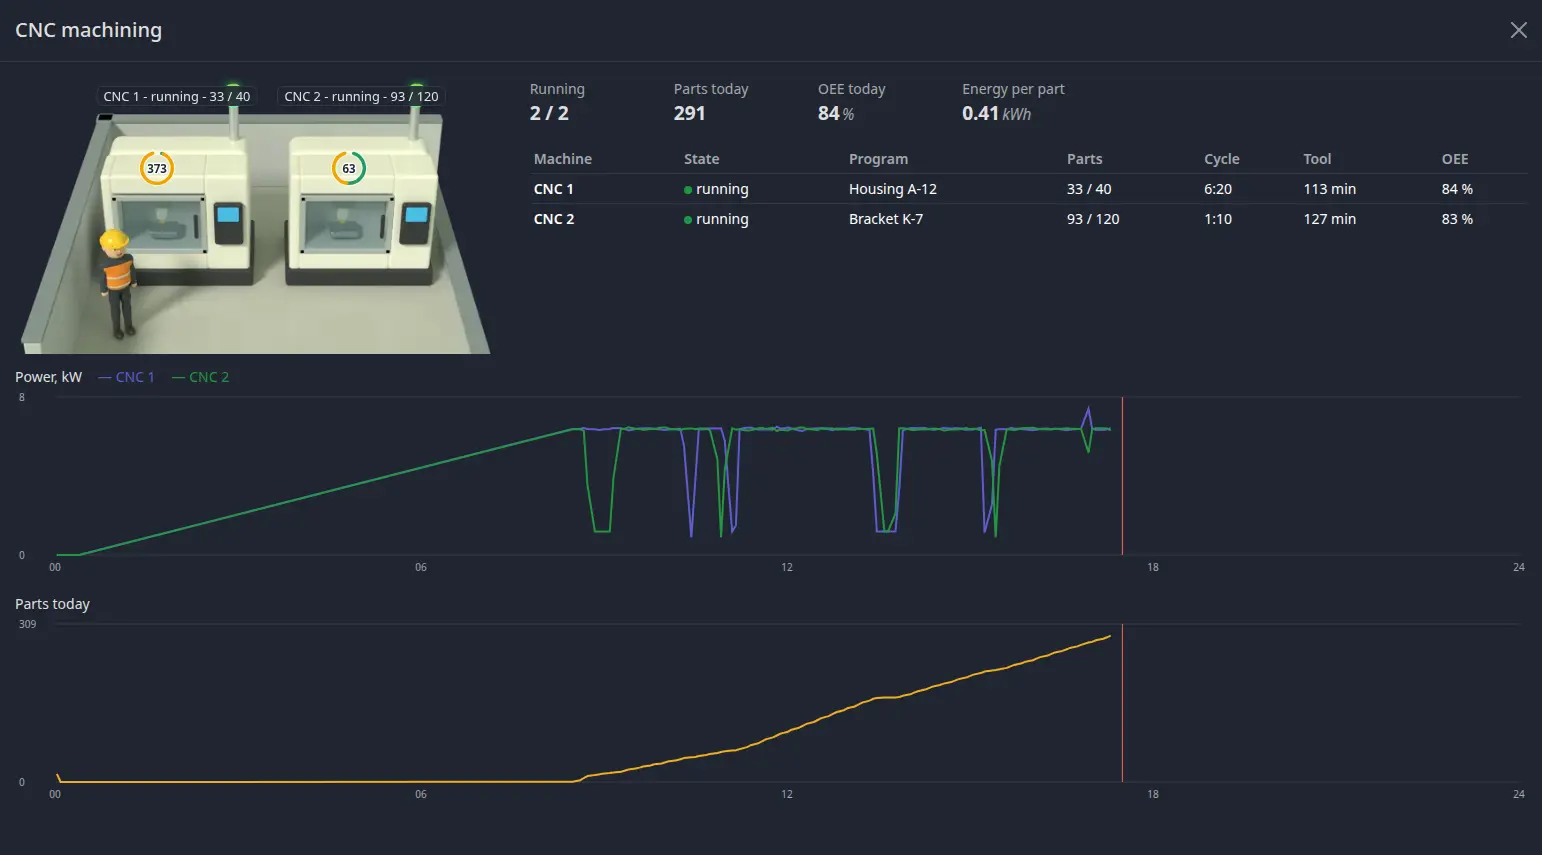 CNC machining
CNC 1 - running - 33 / 40
CNC 2 - running - 93 / 120
373
63
Running
2 / 2
Parts today
291
OEE today
84 %
Energy per part
0.41 kWh
Machine State Program Parts Cycle Tool OEE
CNC 1 running Housing A-12 33 / 40 6:20 113 min 84 %
CNC 2 running Bracket K-7 93 / 120 1:10 127 min 83 %
Power, kW — CNC 1 — CNC 2
8
0
00 06 12 18 24
Parts today
309
0
00 06 12 18 24